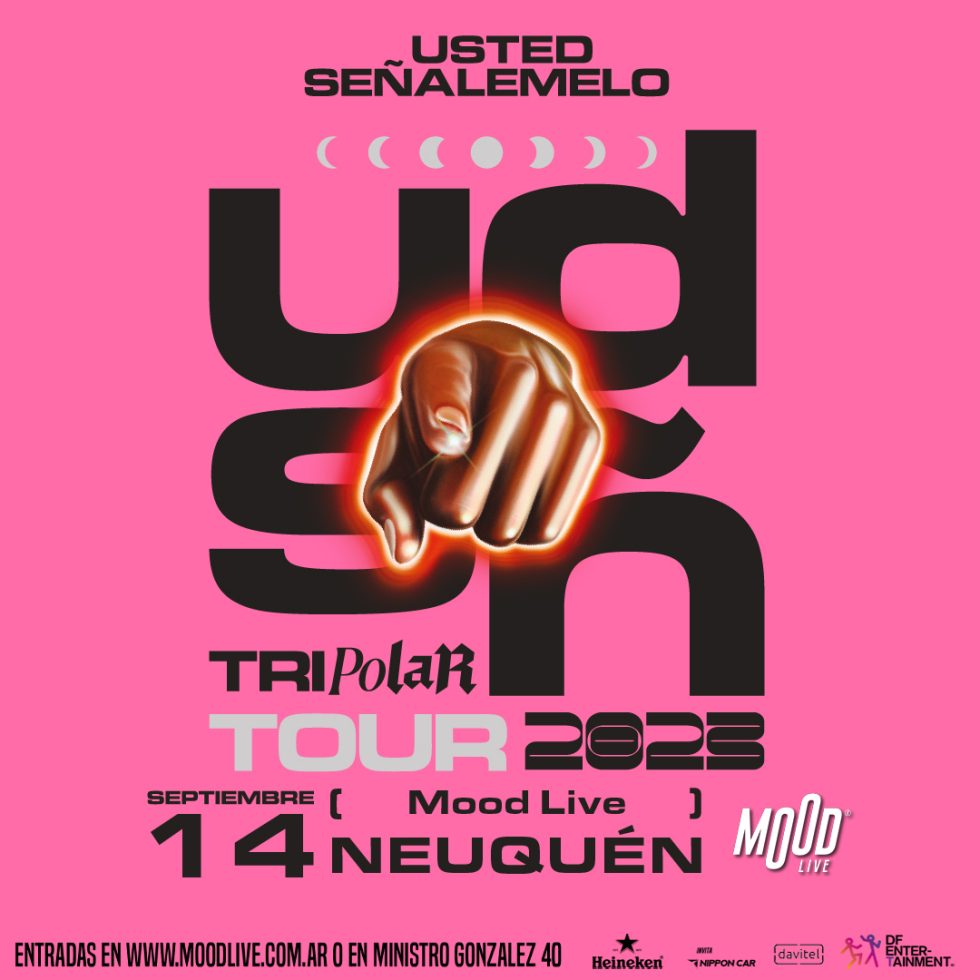 USTED
SEÑALEMELO
ud
sñ
TRIPolaR
TOUR 2023
SEPTIEMBRE ( Mood Live )
14 NEUQUÉN
MOOD®
LIVE
ENTRADAS EN WWW.MOODLIVE.COM.AR O EN MINISTRO GONZALEZ 40
Heineken
INVITA
NIPPON CAR
davitel
DF
ENTER-
TAINMENT